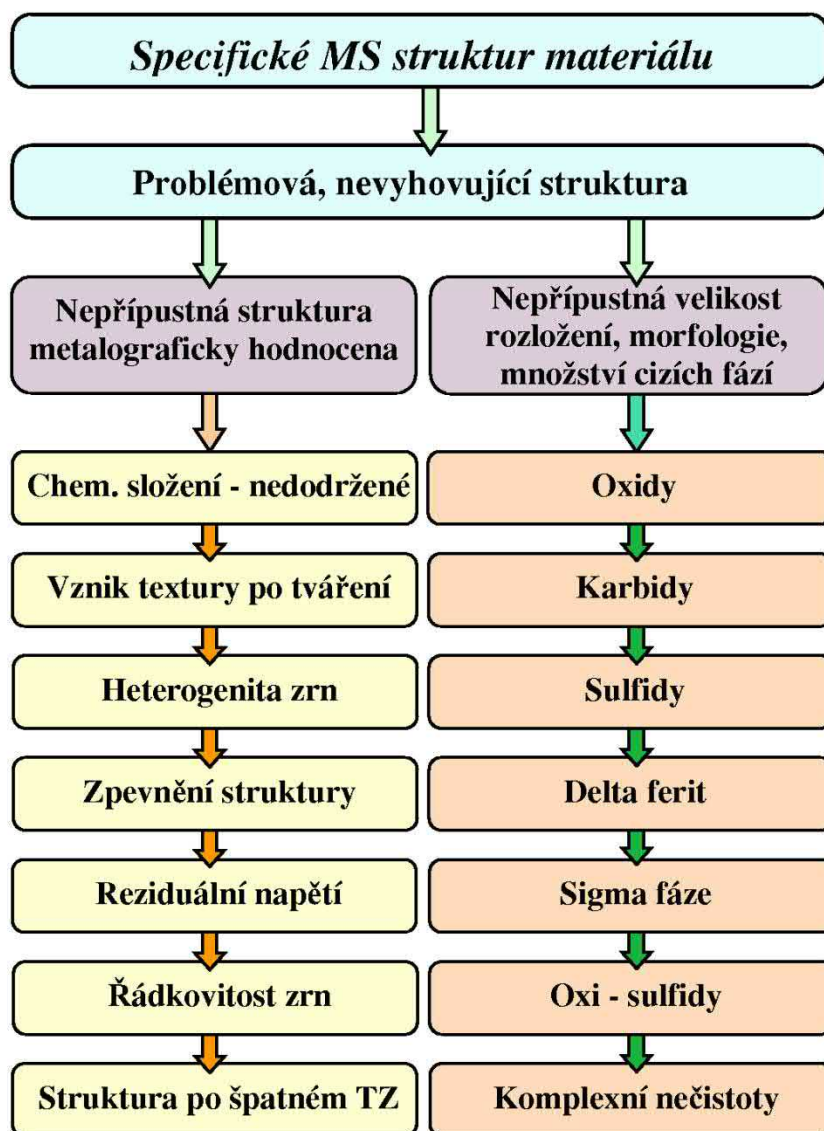 Specifické MS struktur materiálu
Problémová, nevyhovující struktura
Nepřípustná struktura
metalograficky hodnocena
Nepřípustná velikost
rozložení, morfologie,
množství cizích fází
Chem. složení - nedodržené
Vznik textury po tváření
Heterogenita zrn
Zpevnění struktury
Reziduální napětí
Řádkovitost zrn
Struktura po špatném TZ
Oxidy
Karbidy
Sulfidy
Delta ferit
Sigma fáze
Oxi - sulfidy
Komplexní nečistoty